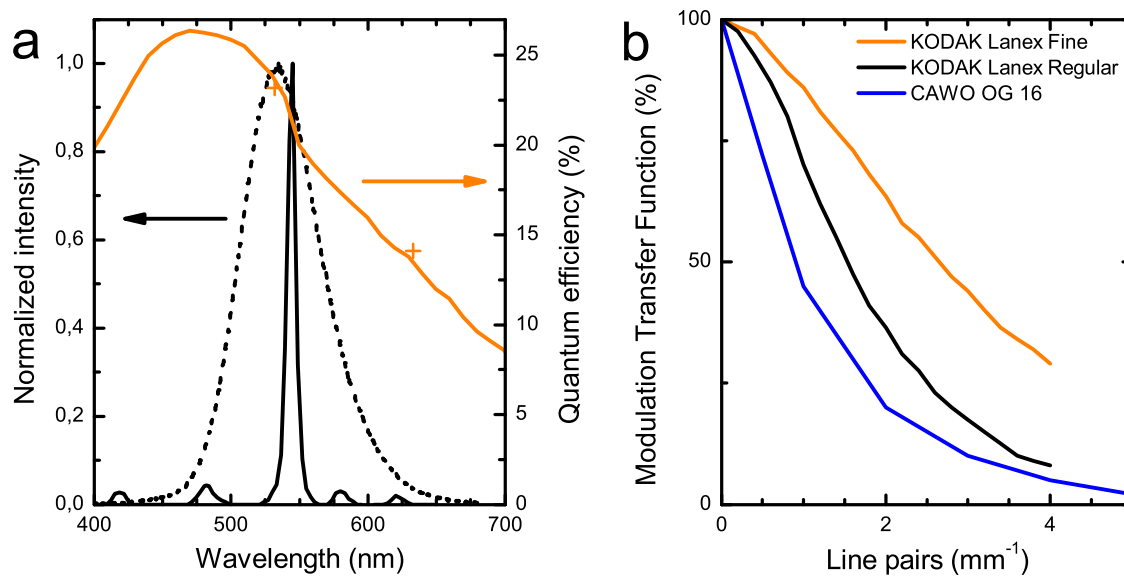 a
Normalized intensity
1,0
0,8
0,6
0,4
0,2
0,0
400
500
600
700
Wavelength (nm)
25
20
15
10
5
0
Quantum efficiency (%)
b
Modulation Transfer Function (%)
100
50
0
0
2
4
Line pairs (mm⁻¹)
KODAK Lanex Fine
KODAK Lanex Regular
CAWO OG 16